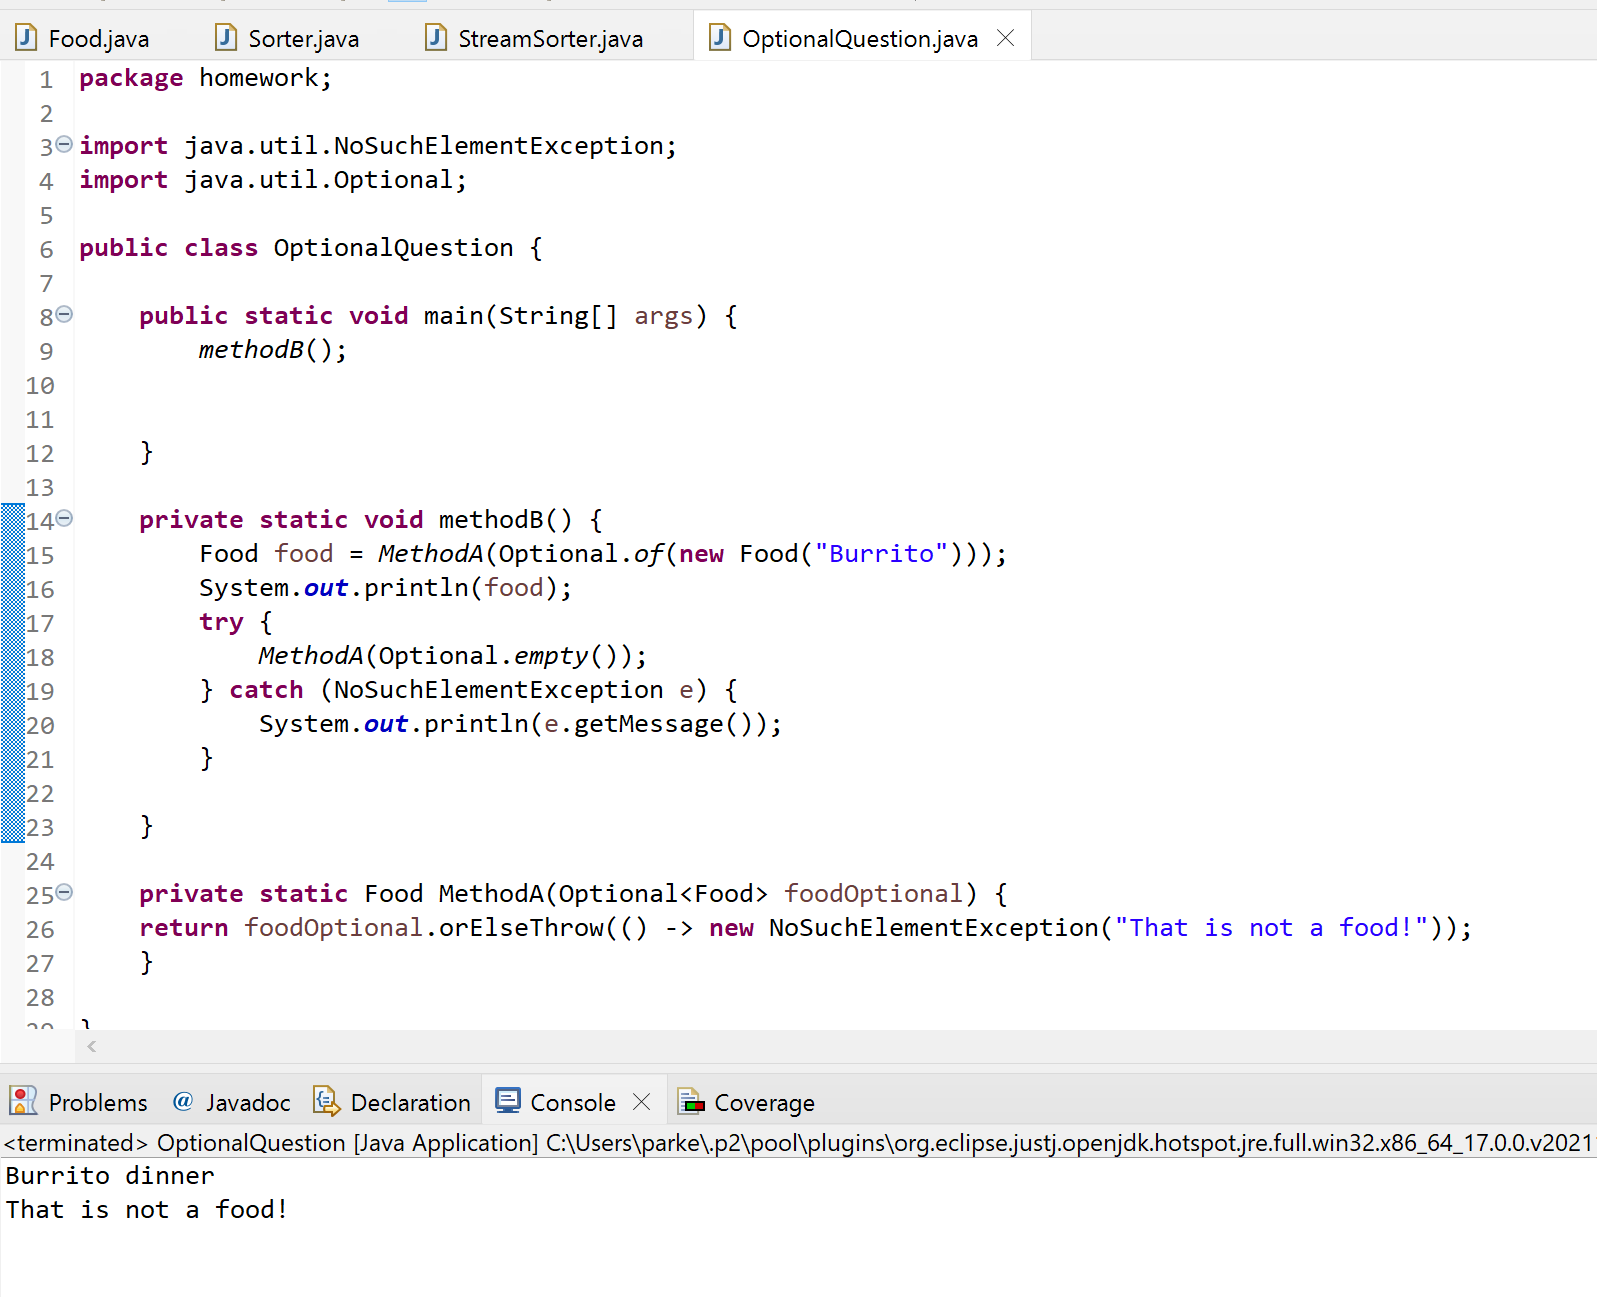 Food.java Sorter.java StreamSorter.java OptionalQuestion.java
1 package homework;
2
3 import java.util.NoSuchElementException;
4 import java.util.Optional;
5
6 public class OptionalQuestion {
7
8     public static void main(String[] args) {
9         methodB();
10
11
12     }
13
14     private static void methodB() {
15         Food food = MethodA(Optional.of(new Food("Burrito")));
16         System.out.println(food);
17         try {
18             MethodA(Optional.empty());
19         } catch (NoSuchElementException e) {
20             System.out.println(e.getMessage());
21         }
22
23     }
24
25     private static Food MethodA(Optional<Food> foodOptional) {
26     return foodOptional.orElseThrow(() -> new NoSuchElementException("That is not a food!"));
27     }
28
}
Problems @ Javadoc Declaration Console Coverage
<terminated> OptionalQuestion [Java Application] C:\Users\parke\.p2\pool\plugins\org.eclipse.justj.openjdk.hotspot.jre.full.win32.x86_64_17.0.0.v2021
Burrito dinner
That is not a food!